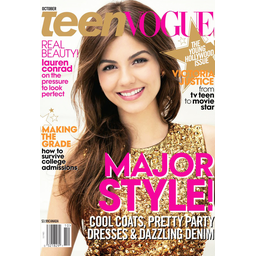 OCTOBER
teenVOGUE
REAL
BEAUTY!
lauren
conrad
on the
pressure
to look
perfect
THE
YOUNG
HOLLYWOOD
ISSUE
VICTORIA
JUSTICE
from
tv teen
to movie
star
MAKING
THE
GRADE
how to
survive
college
admissions
MAJOR
STYLE!
COOL COATS, PRETTY PARTY
DRESSES & DAZZLING DENIM